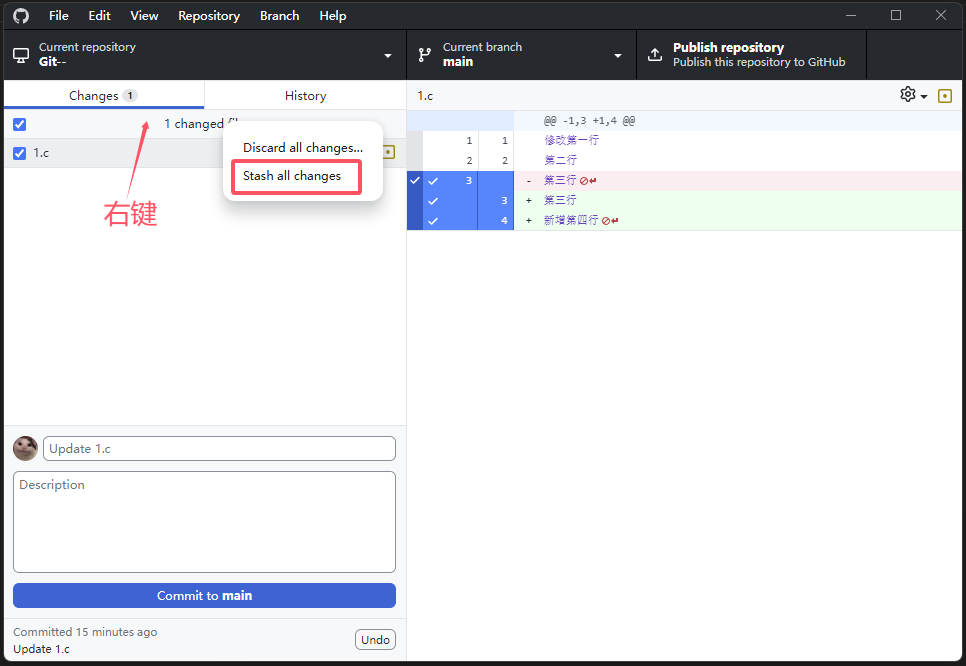 File Edit View Repository Branch Help
Current repository
Git--
Current branch
main
Publish repository
Publish this repository to GitHub
Changes 1
History
1 changed
1.c
右键
Discard all changes...
Stash all changes
Update 1.c
Description
Commit to main
Committed 15 minutes ago
Update 1.c
Undo
1.c
@@ -1,3 +1,4 @@
1 1 修改第一行
2 2 第二行
3 - 第三行
3 + 第三行
4 + 新增第四行